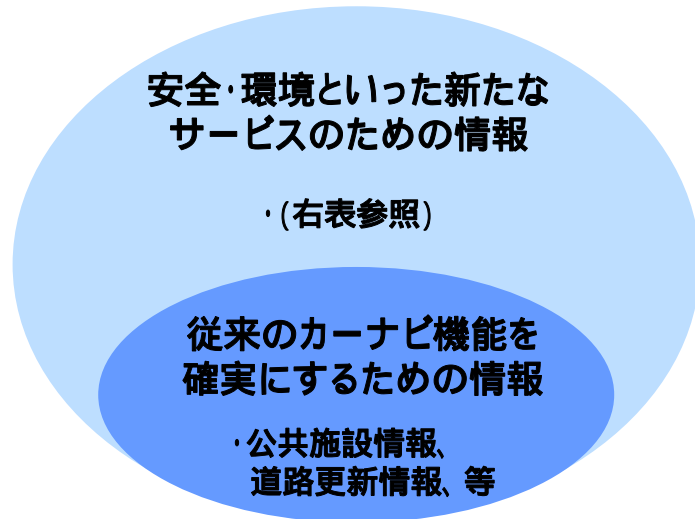 安全・環境といった新たな
サービスのための情報
・(右表参照)
従来のカーナビ機能を
確実にするための情報
・公共施設情報、
道路更新情報、等